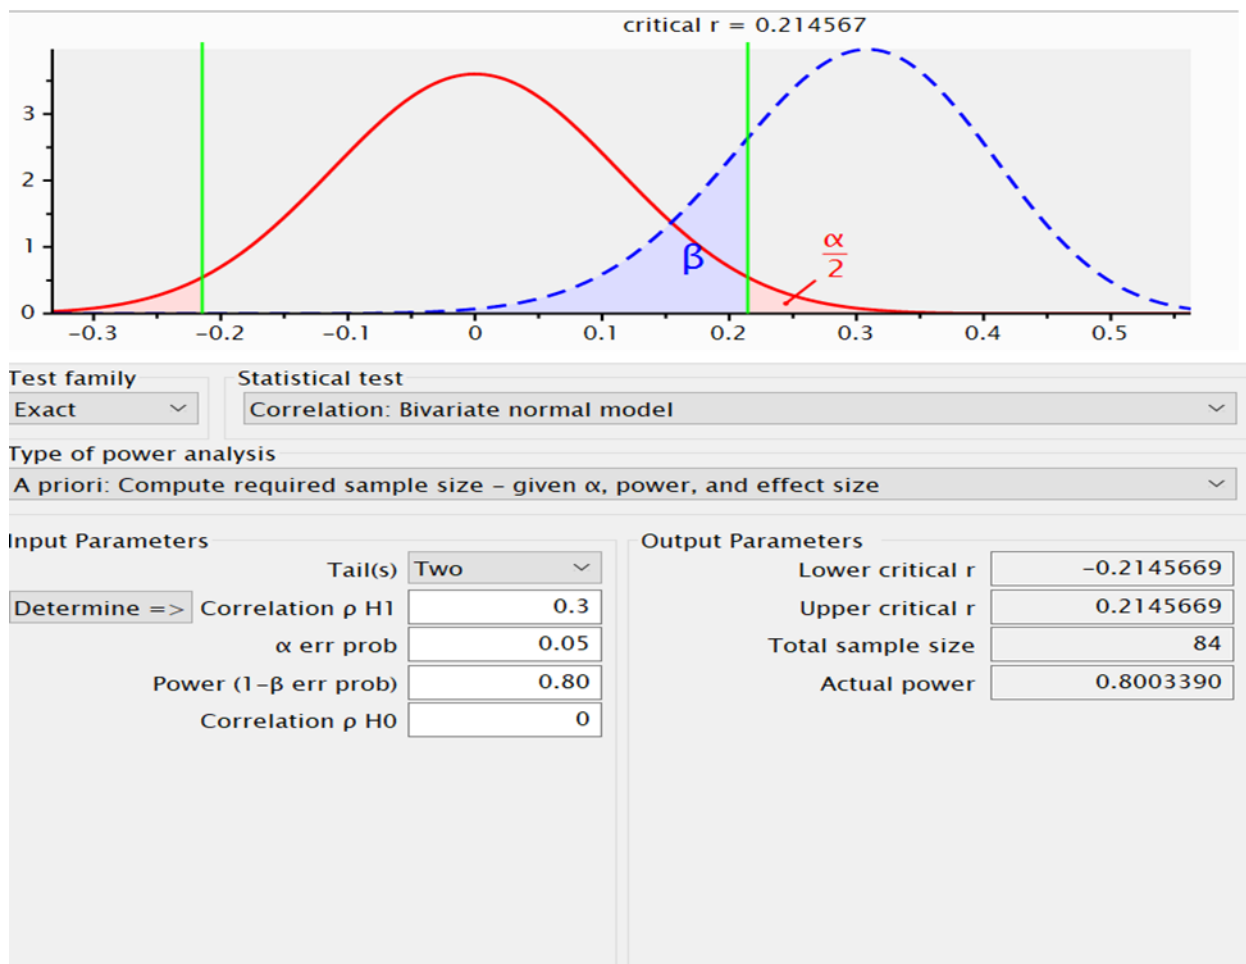 critical r = 0.214567
3
2
1
0
β
α
2
−0.3 −0.2 −0.1 0 0.1 0.2 0.3 0.4 0.5
Test family Statistical test
Exact Correlation: Bivariate normal model
Type of power analysis
A priori: Compute required sample size – given α, power, and effect size
Input Parameters Output Parameters
Tail(s) Two Lower critical r −0.2145669
Determine => Correlation ρ H1 0.3 Upper critical r 0.2145669
α err prob 0.05 Total sample size 84
Power (1−β err prob) 0.80 Actual power 0.8003390
Correlation ρ H0 0